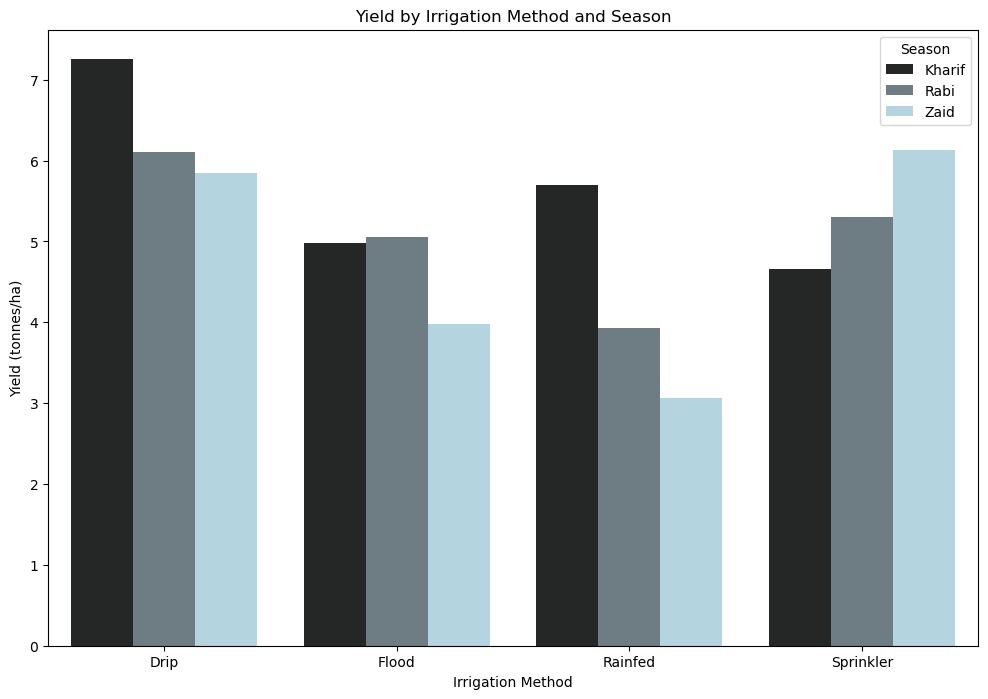 Yield by Irrigation Method and Season
Season
Kharif
Rabi
Zaid
Yield (tonnes/ha)
7
6
5
4
3
2
1
0
Drip
Flood
Rainfed
Sprinkler
Irrigation Method